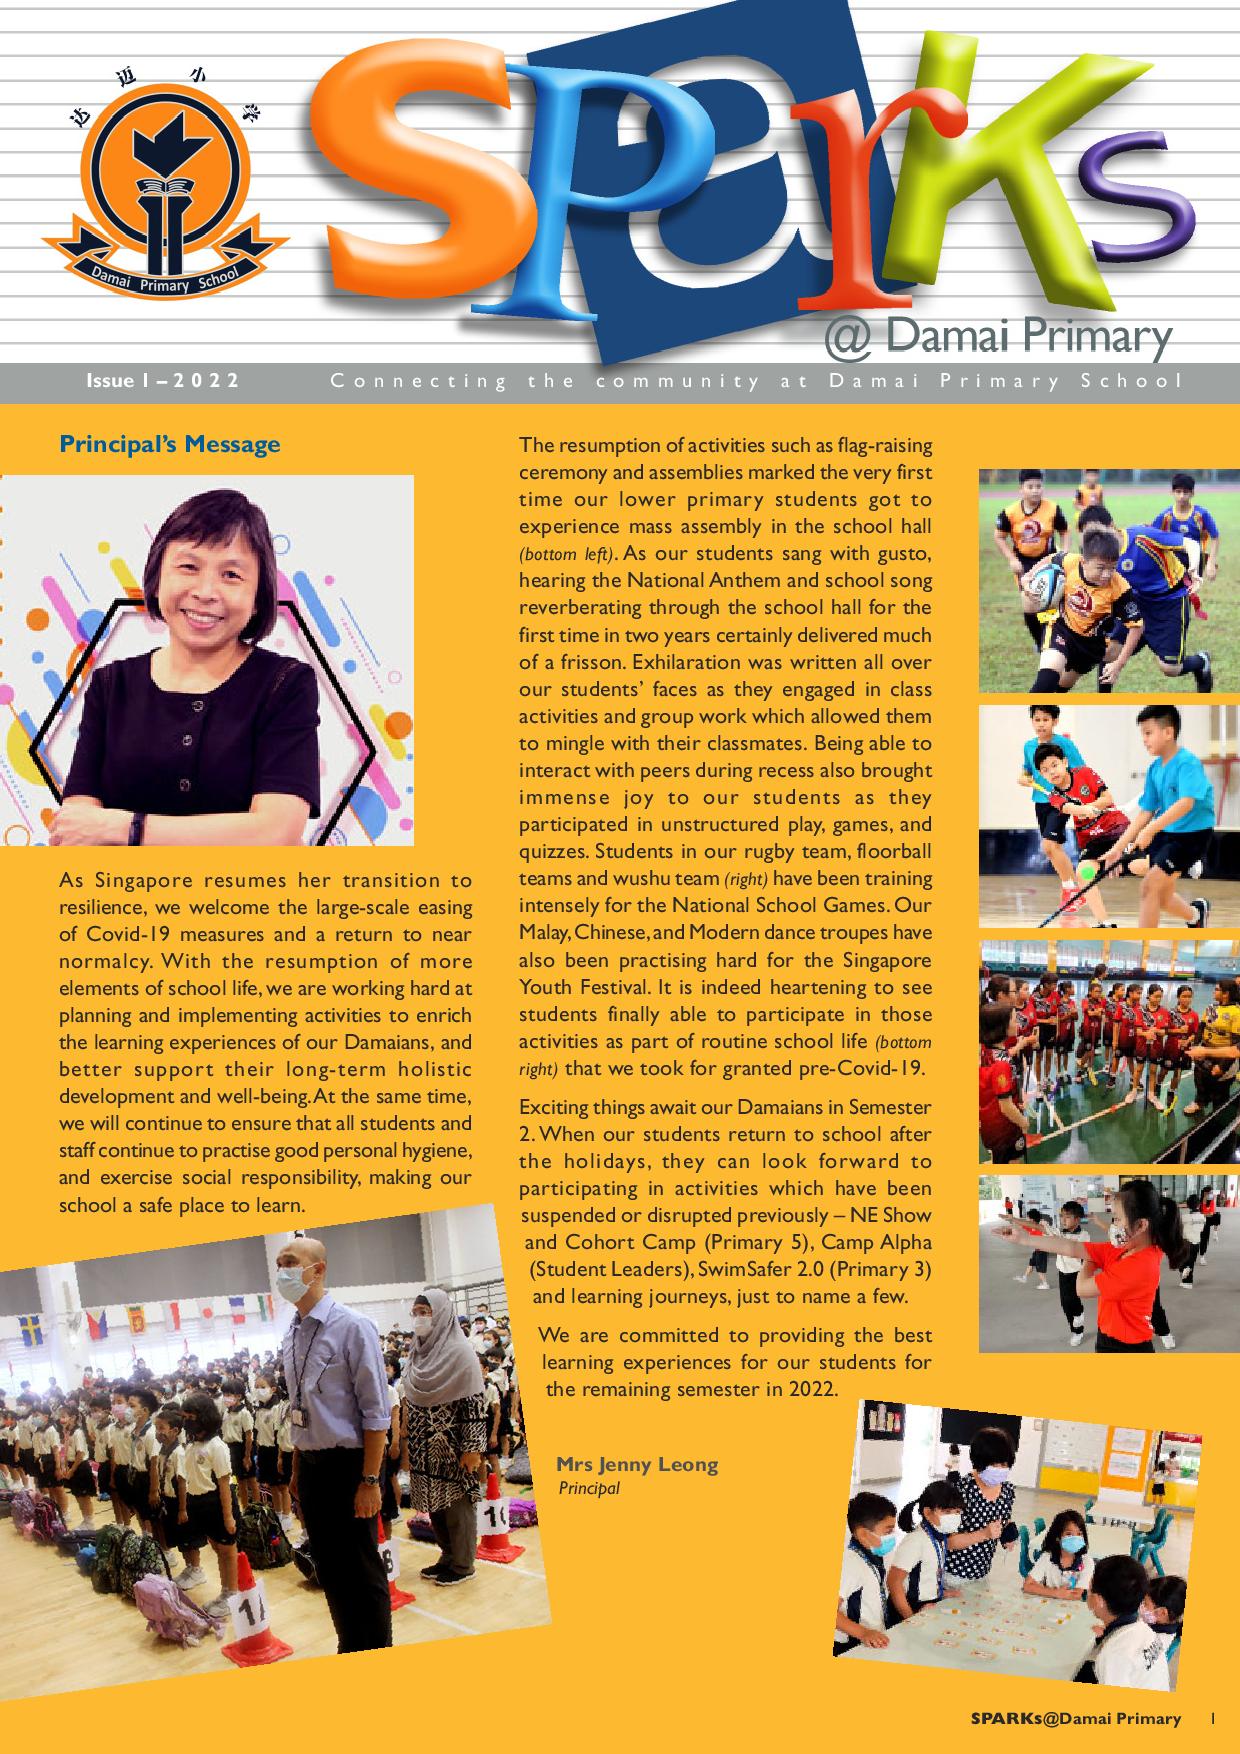 达迈小学
Damai Primary School
SPaRKs
@ Damai Primary
Issue 1 – 2022
Connecting the community at Damai Primary School
Principal's Message
As Singapore resumes her transition to
resilience, we welcome the large-scale easing
of Covid-19 measures and a return to near
normalcy. With the resumption of more
elements of school life, we are working hard at
planning and implementing activities to enrich
the learning experiences of our Damaians, and
better support their long-term holistic
development and well-being. At the same time,
we will continue to ensure that all students and
staff continue to practise good personal hygiene,
and exercise social responsibility, making our
school a safe place to learn.
The resumption of activities such as flag-raising
ceremony and assemblies marked the very first
time our lower primary students got to
experience mass assembly in the school hall
(bottom left). As our students sang with gusto,
hearing the National Anthem and school song
reverberating through the school hall for the
first time in two years certainly delivered much
of a frisson. Exhilaration was written all over
our students' faces as they engaged in class
activities and group work which allowed them
to mingle with their classmates. Being able to
interact with peers during recess also brought
immense joy to our students as they
participated in unstructured play, games, and
quizzes. Students in our rugby team, floorball
teams and wushu team (right) have been training
intensely for the National School Games. Our
Malay, Chinese, and Modern dance troupes have
also been practising hard for the Singapore
Youth Festival. It is indeed heartening to see
students finally able to participate in those
activities as part of routine school life (bottom
right) that we took for granted pre-Covid-19.
Exciting things await our Damaians in Semester
2. When our students return to school after
the holidays, they can look forward to
participating in activities which have been
suspended or disrupted previously – NE Show
and Cohort Camp (Primary 5), Camp Alpha
(Student Leaders), SwimSafer 2.0 (Primary 3)
and learning journeys, just to name a few.
We are committed to providing the best
learning experiences for our students for
the remaining semester in 2022.
Mrs Jenny Leong
Principal
SPARKs@Damai Primary 1